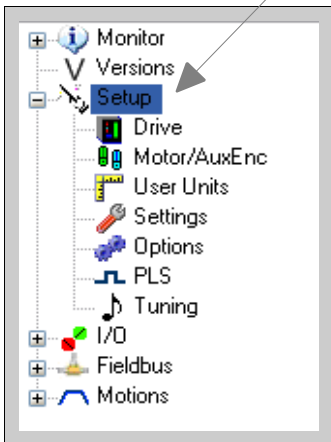 Monitor
Versions
Setup
Drive
Motor/AuxEnc
User Units
Settings
Options
PLS
Tuning
I/O
Fieldbus
Motions